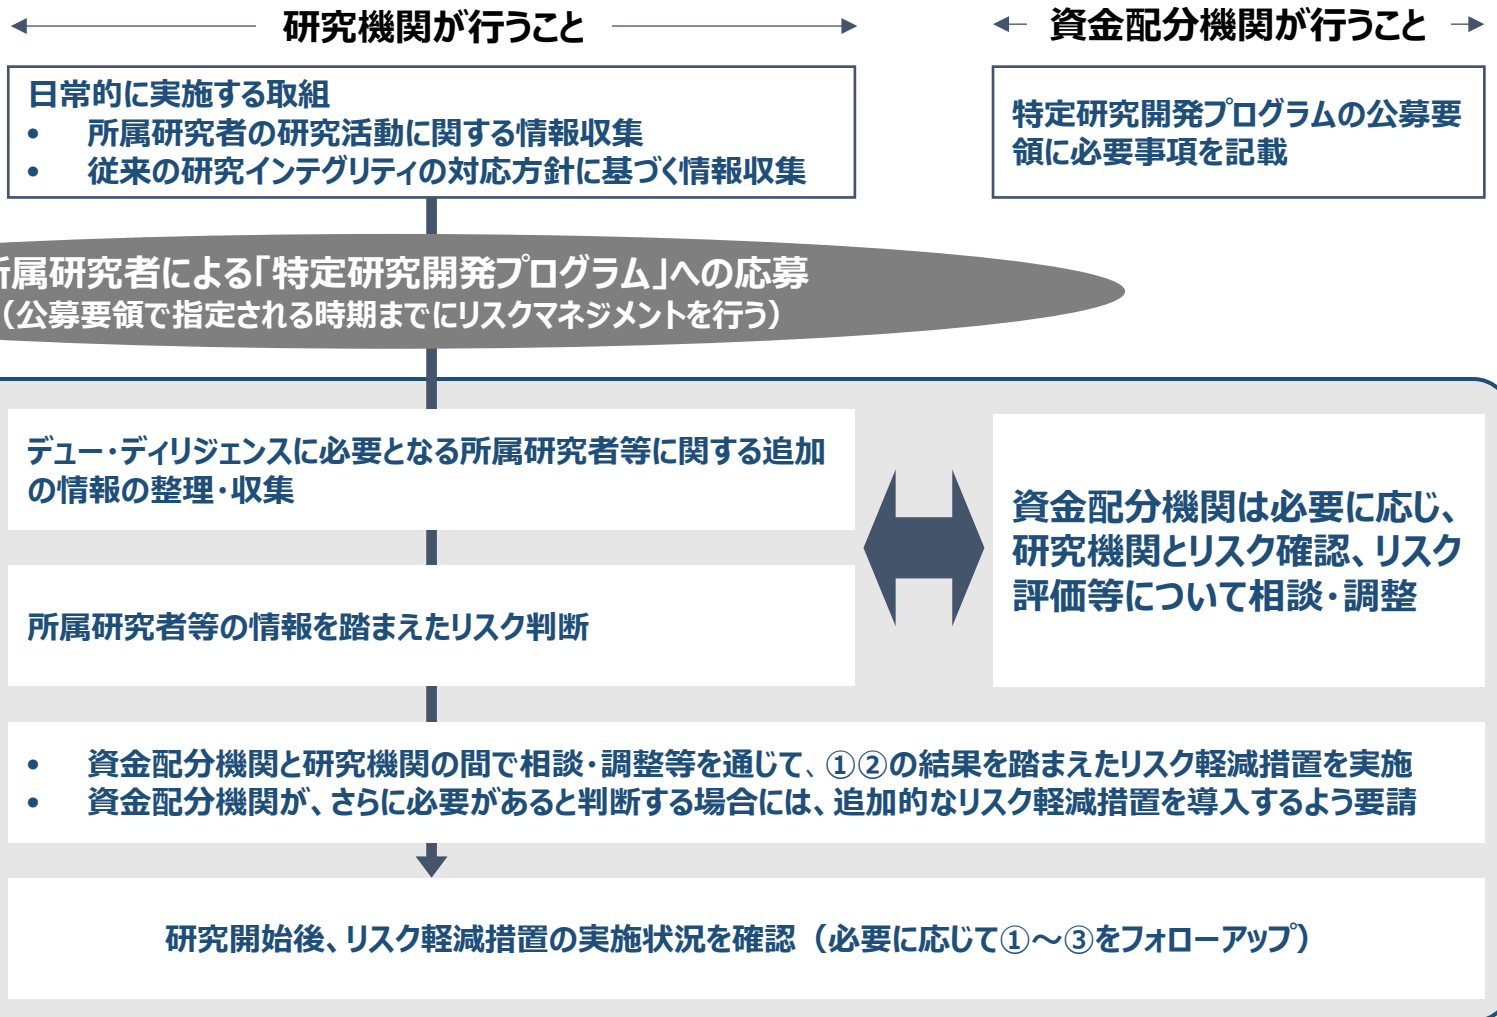 研究機関が行うこと
資金配分機関が行うこと
日常的に実施する取組
• 所属研究者の研究活動に関する情報収集
• 従来の研究インテグリティの対応方針に基づく情報収集
特定研究開発プログラムの公募要
領に必要事項を記載
所属研究者による「特定研究開発プログラム」への応募
（公募要領で指定される時期までにリスクマネジメントを行う）
デュー・ディリジェンスに必要となる所属研究者等に関する追加
の情報の整理・収集
所属研究者等の情報を踏まえたリスク判断
資金配分機関は必要に応じ、
研究機関とリスク確認、リスク
評価等について相談・調整
• 資金配分機関と研究機関の間で相談・調整等を通じて、①②の結果を踏まえたリスク軽減措置を実施
• 資金配分機関が、さらに必要があると判断する場合には、追加的なリスク軽減措置を導入するよう要請
研究開始後、リスク軽減措置の実施状況を確認（必要に応じて①～③をフォローアップ）